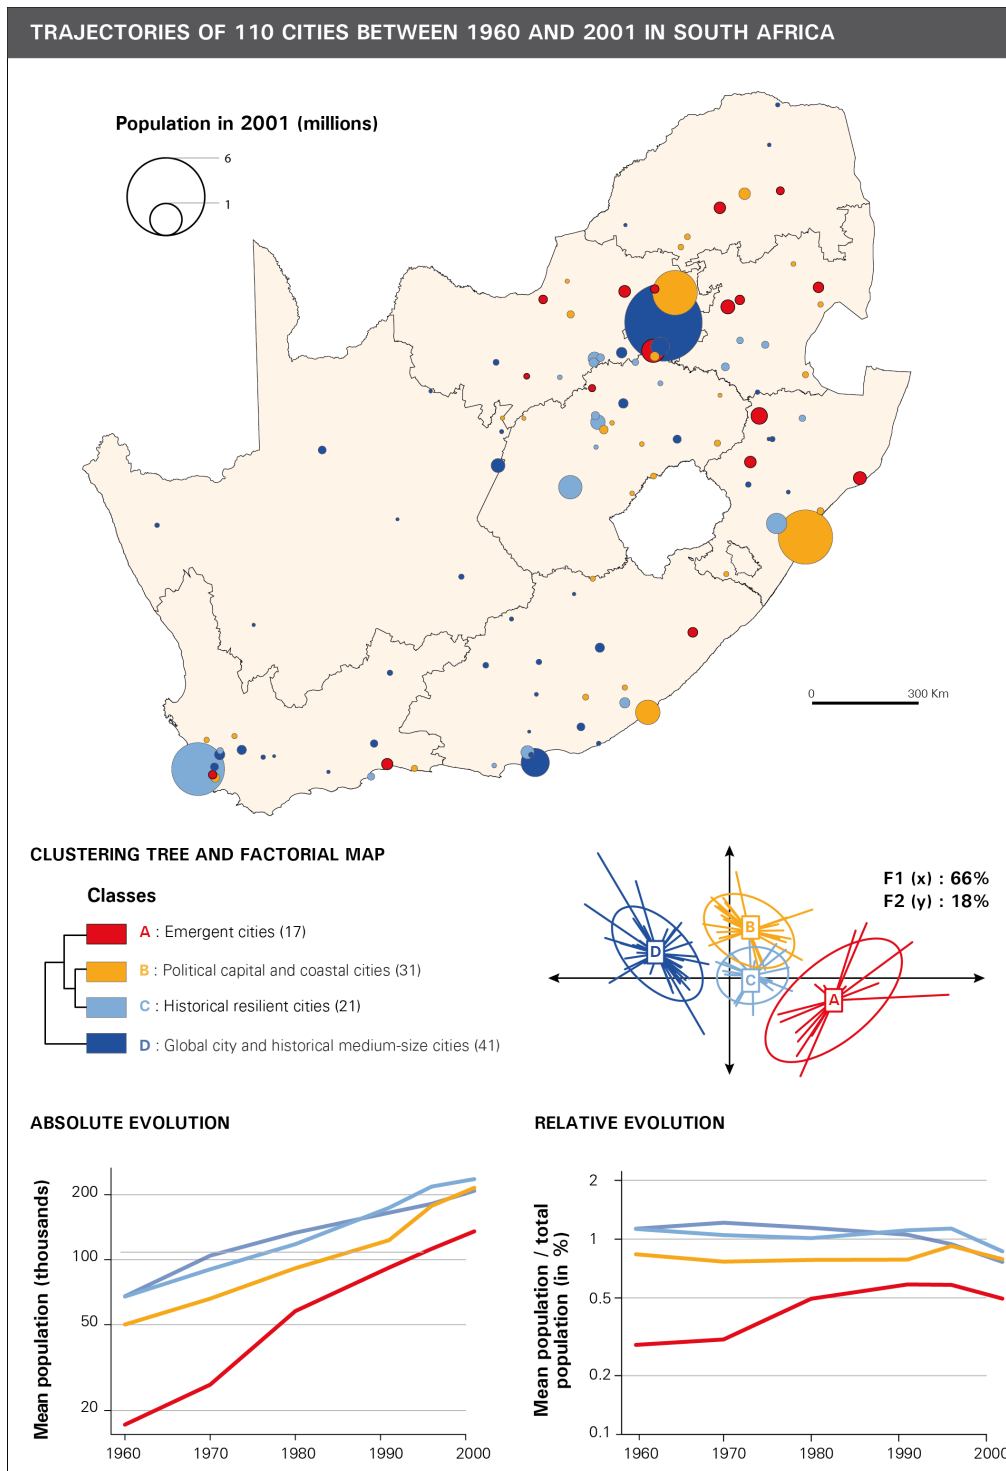 TRAJECTORIES OF 110 CITIES BETWEEN 1960 AND 2001 IN SOUTH AFRICA
Population in 2001 (millions)
6
1
0 300 Km
CLUSTERING TREE AND FACTORIAL MAP
Classes
A : Emergent cities (17)
B : Political capital and coastal cities (31)
C : Historical resilient cities (21)
D : Global city and historical medium-size cities (41)
F1 (x) : 66%
F2 (y) : 18%
B
D
C
A
ABSOLUTE EVOLUTION
Mean population (thousands)
200
100
50
20
1960 1970 1980 1990 2000
RELATIVE EVOLUTION
Mean population / total
population (in %)
2
1
0.5
0.2
0.1
1960 1970 1980 1990 2000